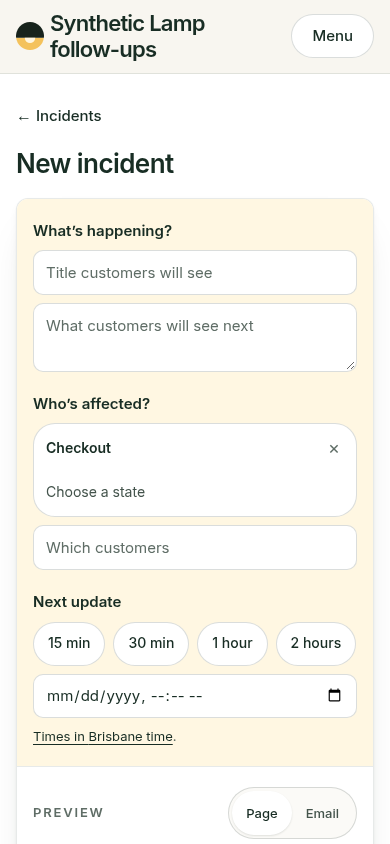 Synthetic Lamp
follow-ups
Menu
← Incidents
New incident
What's happening?
Title customers will see
What customers will see next
Who's affected?
Checkout ×
Choose a state
Which customers
Next update
15 min 30 min 1 hour 2 hours
mm/dd/yyyy, --:-- --
Times in Brisbane time.
PREVIEW Page Email